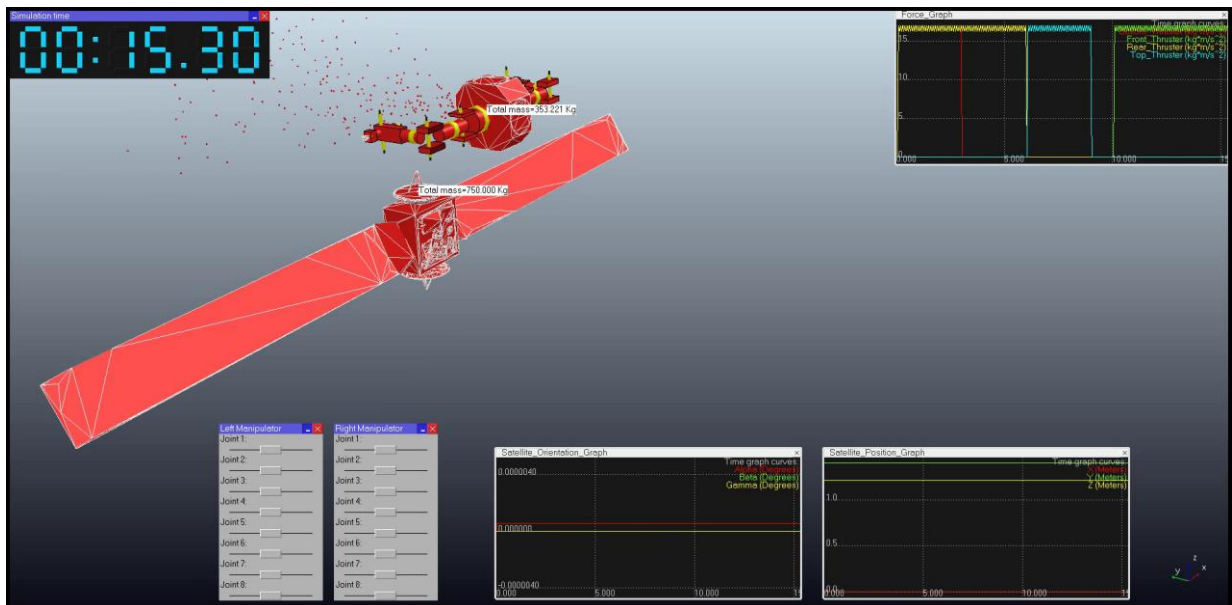 Simulation time
00:15.30
Total mass=353.221 Kg
Total mass=750.000 Kg
Force_Graph
Time graph curves:
Front_Thruster (kg*m/s^2)
Rear_Thruster (kg*m/s^2)
Top_Thruster (kg*m/s^2)
15.
10.
5.
0.
0.000
5.000
10.000
15
Left Manipulator
Joint 1:
Joint 2:
Joint 3:
Joint 4:
Joint 5:
Joint 6:
Joint 7:
Joint 8:
Right Manipulator
Joint 1:
Joint 2:
Joint 3:
Joint 4:
Joint 5:
Joint 6:
Joint 7:
Joint 8:
Satellite_Orientation_Graph
Time graph curves:
Alpha (Degrees)
Beta (Degrees)
Gamma (Degrees)
0.0000040
0.000000
-0.0000040
0.000
5.000
10.000
Satellite_Position_Graph
Time graph curves:
X (Meters)
Y (Meters)
Z (Meters)
1.0
0.5
0.0
0.000
5.000
10.000
z
y
x